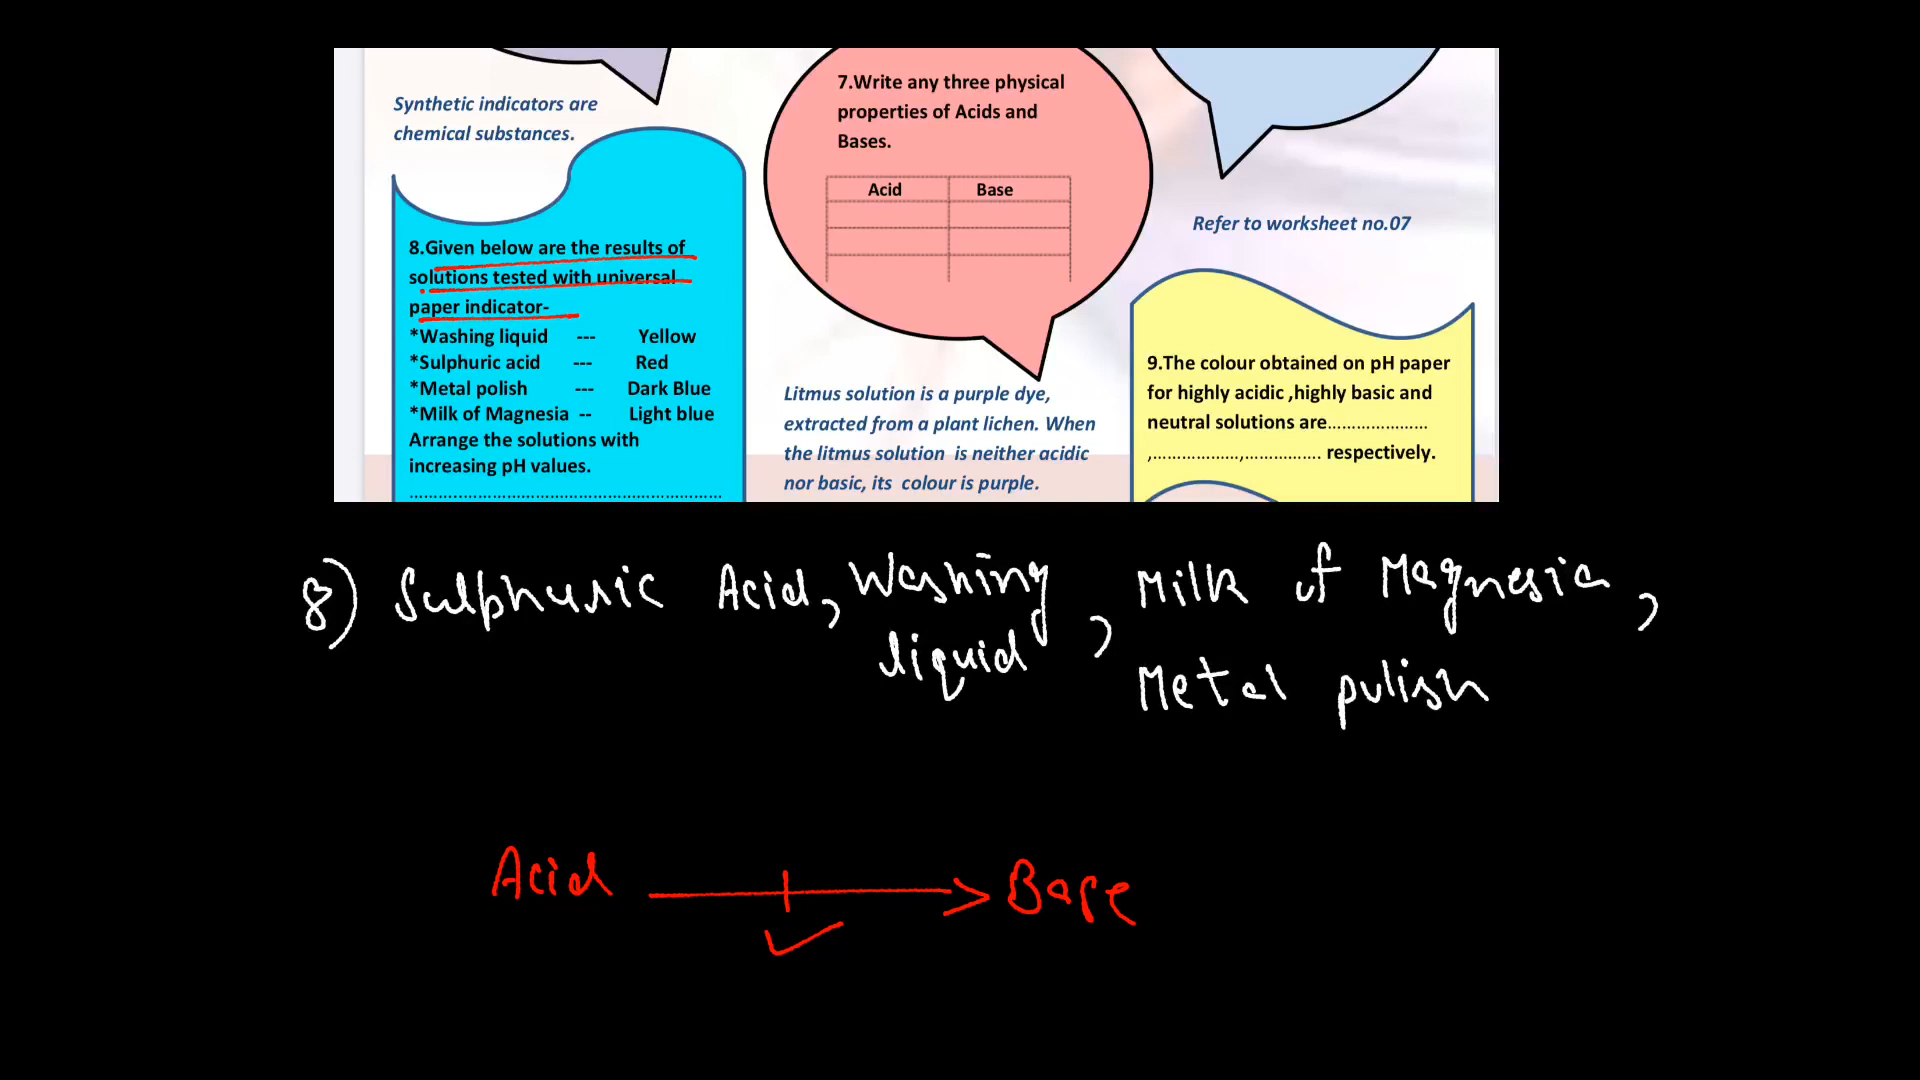 Synthetic indicators are
chemical substances.
8.Given below are the results of
solutions tested with universal
paper indicator-
*Washing liquid --- Yellow
*Sulphuric acid --- Red
*Metal polish --- Dark Blue
*Milk of Magnesia -- Light blue
Arrange the solutions with
increasing pH values.
........................................................
7.Write any three physical
properties of Acids and
Bases.
Acid Base
Litmus solution is a purple dye,
extracted from a plant lichen. When
the litmus solution is neither acidic
nor basic, its colour is purple.
Refer to worksheet no.07
9.The colour obtained on pH paper
for highly acidic ,highly basic and
neutral solutions are....................
,.................,............... respectively.
8) Sulphuric Acid, Washing liquid, Milk of Magnesia,
Metal polish
Acid Base